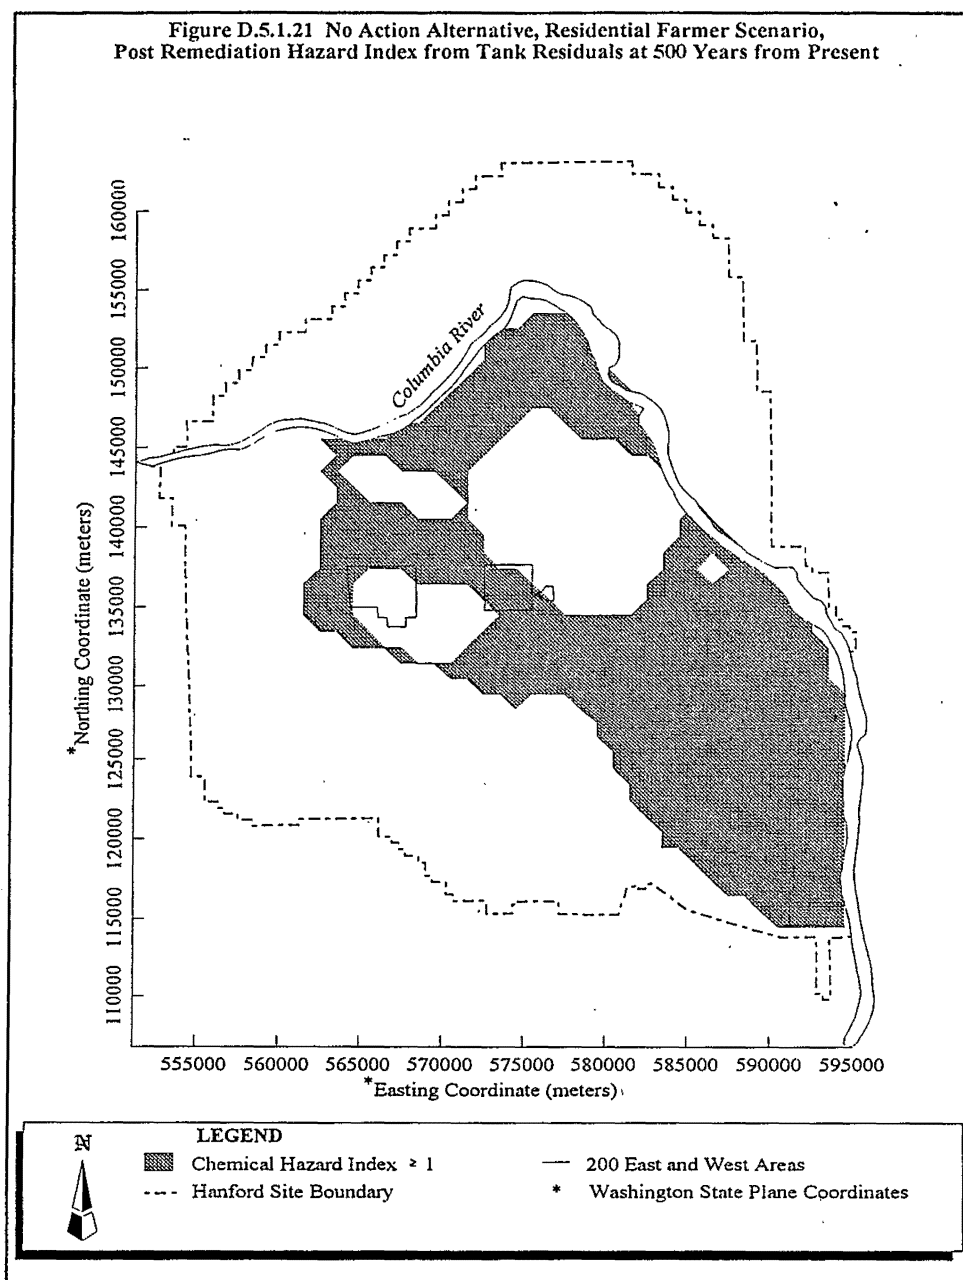 Figure D.5.1.21 No Action Alternative, Residential Farmer Scenario,
Post Remediation Hazard Index from Tank Residuals at 500 Years from Present
160000
155000
150000
145000
140000
135000
130000
125000
120000
115000
110000
*Northing Coordinate (meters)
Columbia River
555000 560000 565000 570000 575000 580000 585000 590000 595000
*Easting Coordinate (meters)
N
LEGEND
Chemical Hazard Index ≥ 1
Hanford Site Boundary
200 East and West Areas
* Washington State Plane Coordinates